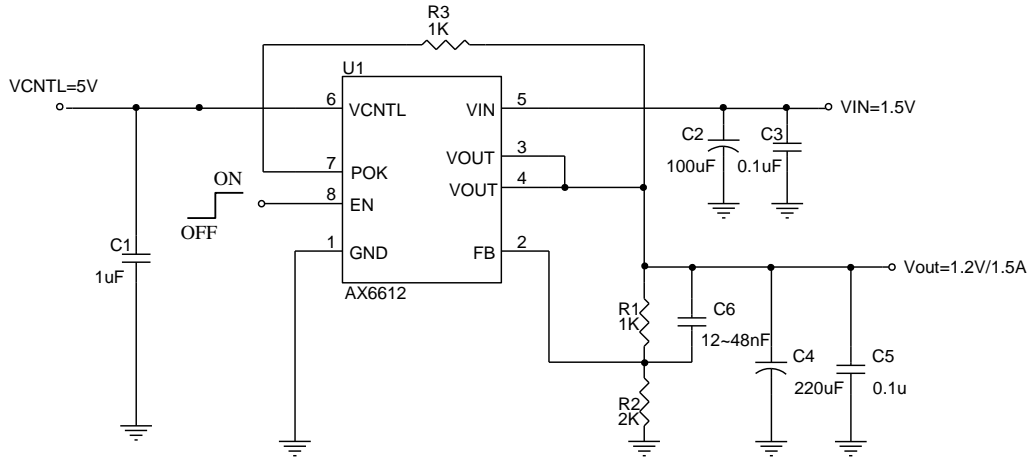 R3
1K
U1
VCNTL=5V
6
VCNTL
VIN
5
VIN=1.5V
C2
100uF
C3
0.1uF
VOUT
3
7
POK
VOUT
4
ON
OFF
8
EN
1
GND
FB
2
C1
1uF
AX6612
Vout=1.2V/1.5A
R1
1K
C6
12~48nF
C4
220uF
C5
0.1u
R2
2K